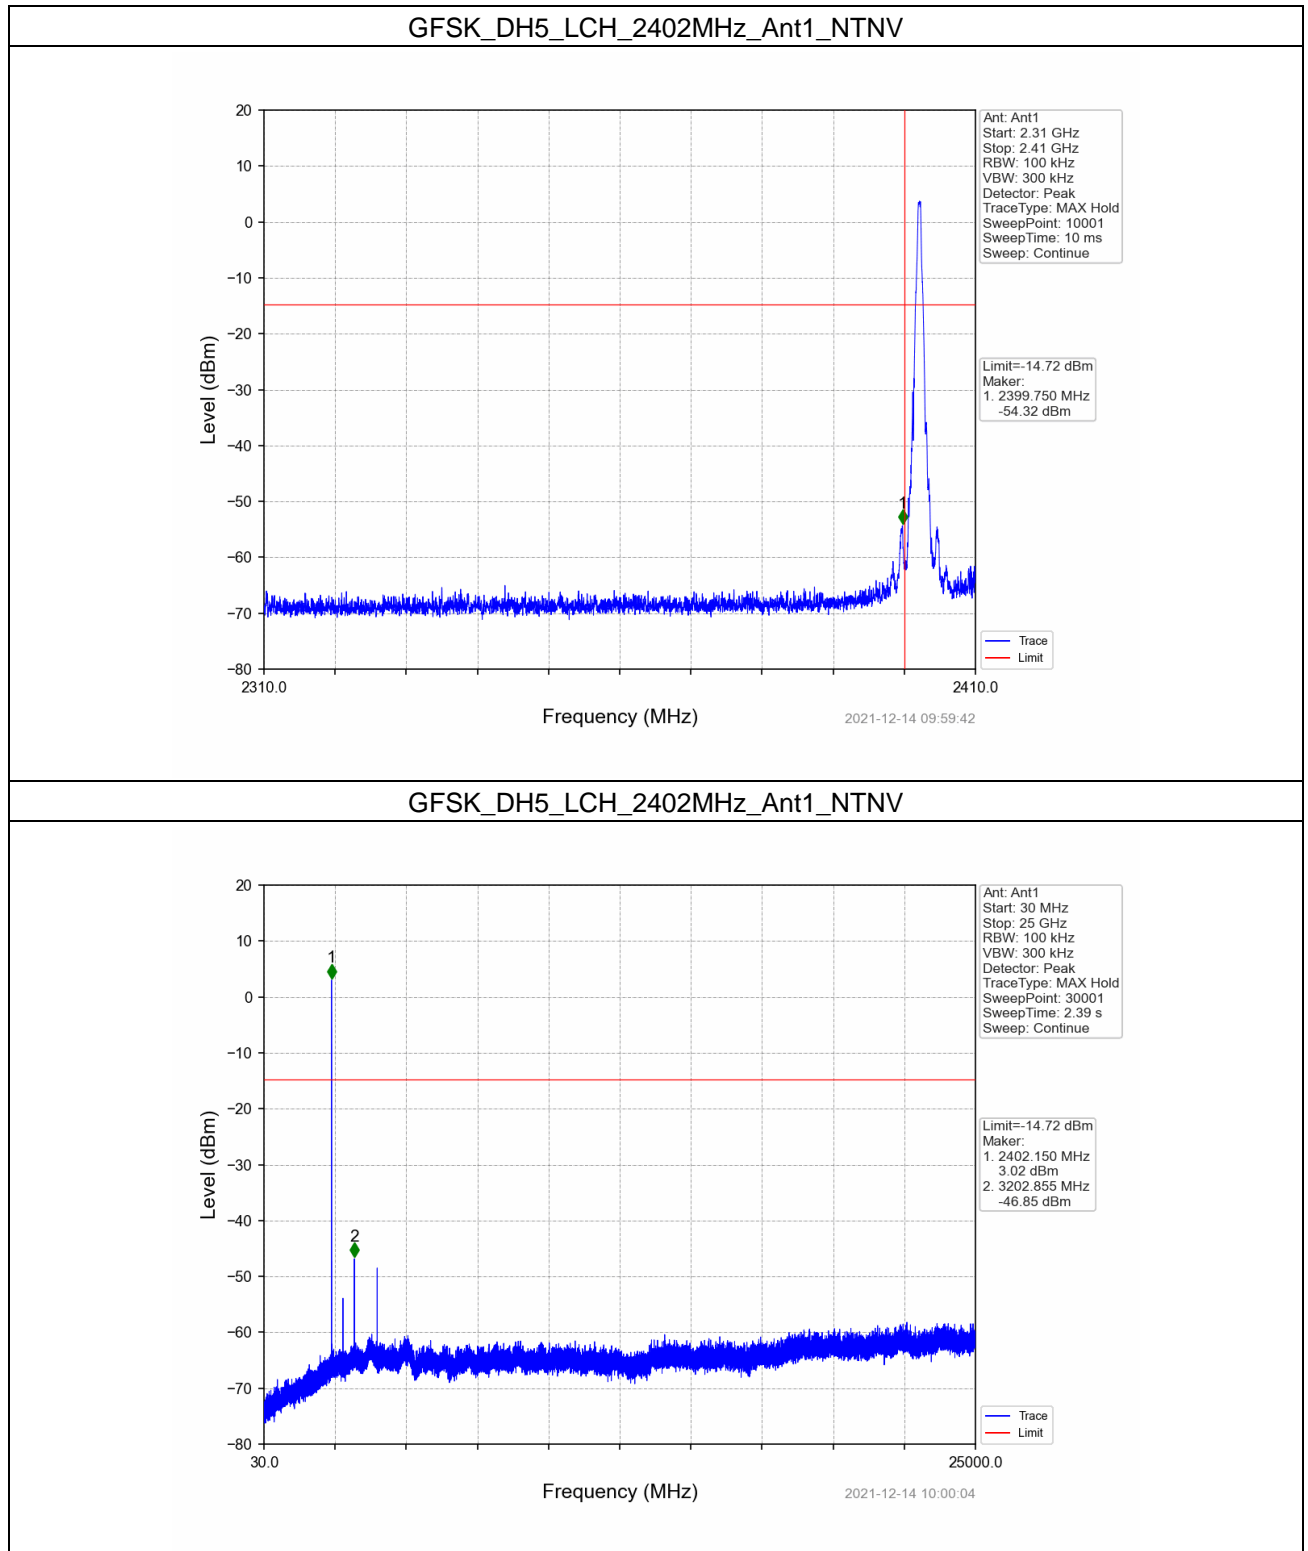 GFSK_DH5_LCH_2402MHz_Ant1_NTNV
20
10
0
−10
−20
−30
−40
−50
−60
−70
−80
Level (dBm)
1
2310.0
2410.0
Frequency (MHz)
2021-12-14 09:59:42
Ant: Ant1
Start: 2.31 GHz
Stop: 2.41 GHz
RBW: 100 kHz
VBW: 300 kHz
Detector: Peak
TraceType: MAX Hold
SweepPoint: 10001
SweepTime: 10 ms
Sweep: Continue
Limit=-14.72 dBm
Maker:
1. 2399.750 MHz
-54.32 dBm
Trace
Limit
GFSK_DH5_LCH_2402MHz_Ant1_NTNV
20
10
0
−10
−20
−30
−40
−50
−60
−70
−80
Level (dBm)
1
2
30.0
25000.0
Frequency (MHz)
2021-12-14 10:00:04
Ant: Ant1
Start: 30 MHz
Stop: 25 GHz
RBW: 100 kHz
VBW: 300 kHz
Detector: Peak
TraceType: MAX Hold
SweepPoint: 30001
SweepTime: 2.39 s
Sweep: Continue
Limit=-14.72 dBm
Maker:
1. 2402.150 MHz
3.02 dBm
2. 3202.855 MHz
-46.85 dBm
Trace
Limit